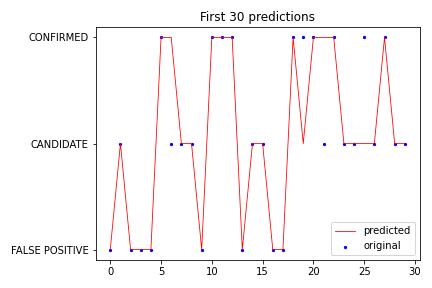 First 30 predictions
CONFIRMED
CANDIDATE
FALSE POSITIVE
0 5 10 15 20 25 30
predicted
original